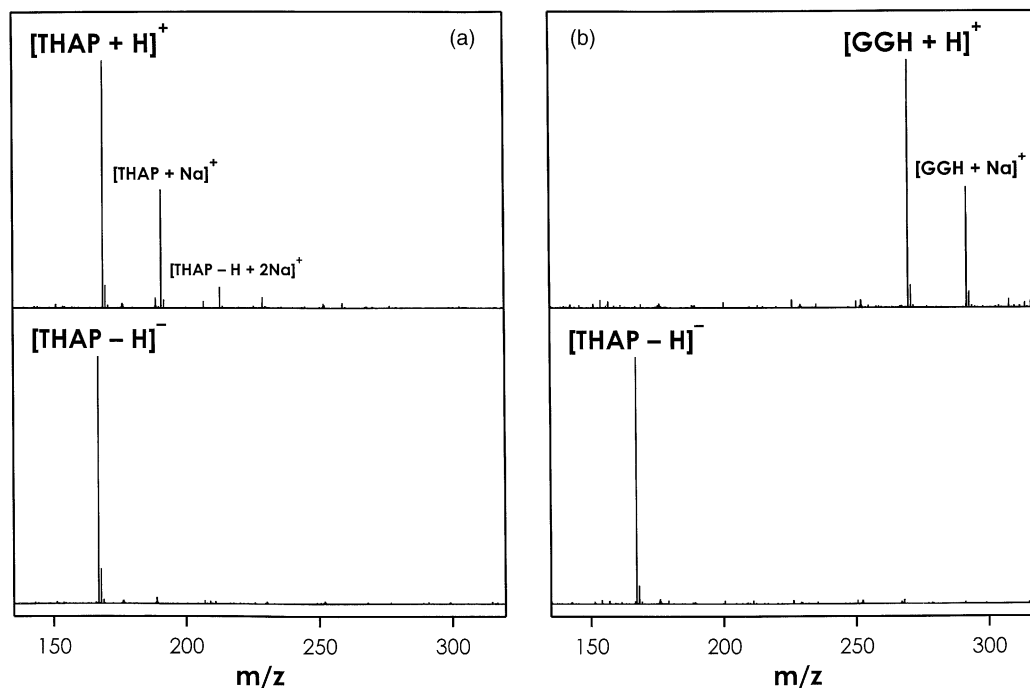 [THAP + H]+ (a)
[THAP + Na]+
[THAP – H + 2Na]+
[THAP – H]–
150 200 250 300
m/z
(b) [GGH + H]+
[GGH + Na]+
[THAP – H]–
150 200 250 300
m/z